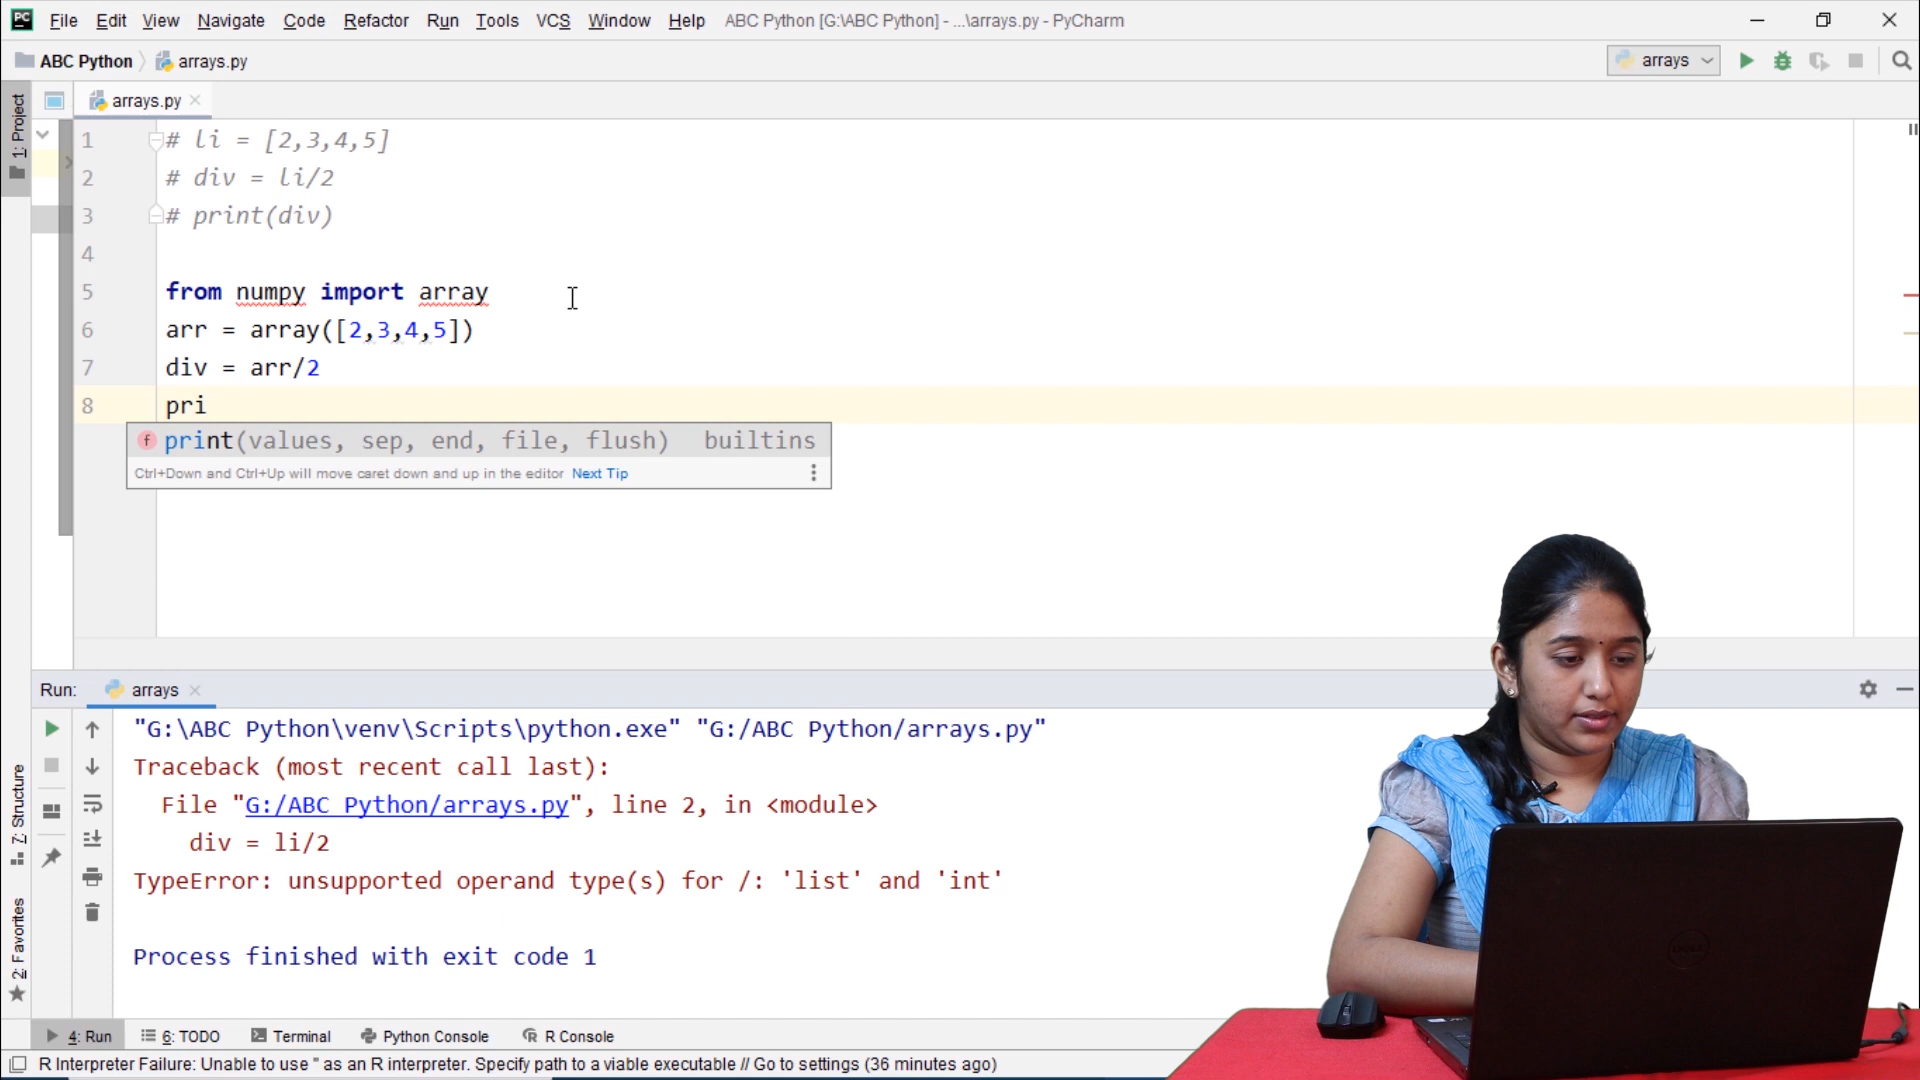 PC File Edit View Navigate Code Refactor Run Tools VCS Window Help ABC Python [G:\ABC Python] - ...\arrays.py - PyCharm
ABC Python arrays.py arrays
1: Project
arrays.py
1 # li = [2,3,4,5]
2 # div = li/2
3 # print(div)
4
5 from numpy import array
6 arr = array([2,3,4,5])
7 div = arr/2
8 pri
f print(values, sep, end, file, flush) builtins
Ctrl+Down and Ctrl+Up will move caret down and up in the editor Next Tip
Run: arrays
"G:\ABC Python\venv\Scripts\python.exe" "G:/ABC Python/arrays.py"
Traceback (most recent call last):
File "G:/ABC Python/arrays.py", line 2, in <module>
div = li/2
TypeError: unsupported operand type(s) for /: 'list' and 'int'
Process finished with exit code 1
7: Structure
2: Favorites
DELL
4: Run 6: TODO Terminal Python Console R Console
R Interpreter Failure: Unable to use '' as an R interpreter. Specify path to a viable executable // Go to settings (36 minutes ago)